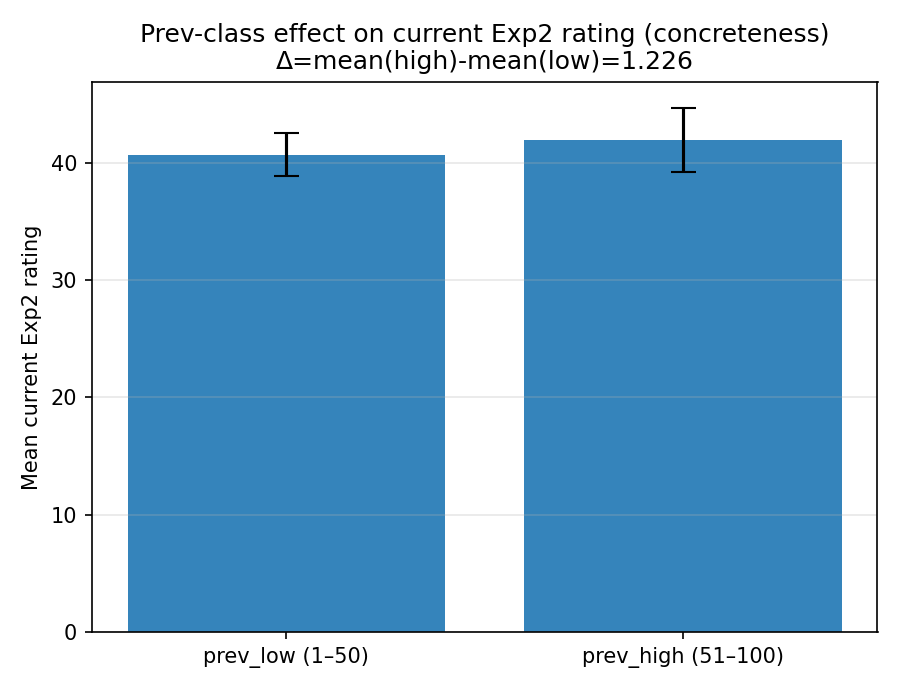 Prev-class effect on current Exp2 rating (concreteness)
Δ=mean(high)-mean(low)=1.226
Mean current Exp2 rating
40
30
20
10
0
prev_low (1–50)
prev_high (51–100)